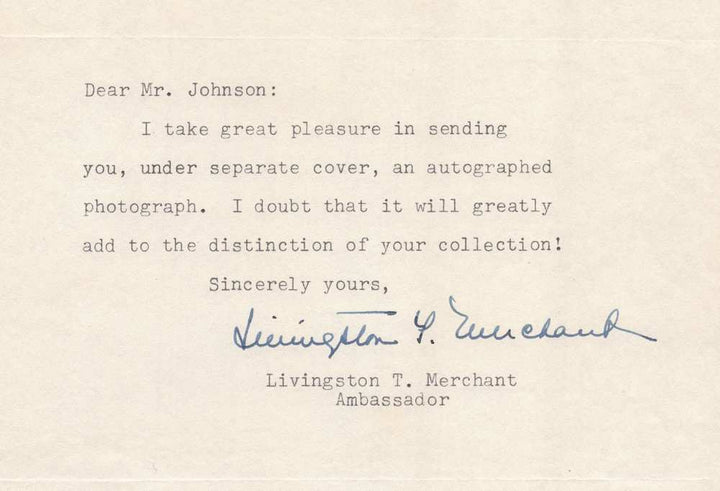 Dear Mr. Johnson:
I take great pleasure in sending
you, under separate cover, an autographed
photograph. I doubt that it will greatly
add to the distinction of your collection!
Sincerely yours,
Livingston T. Merchant
Livingston T. Merchant
Ambassador